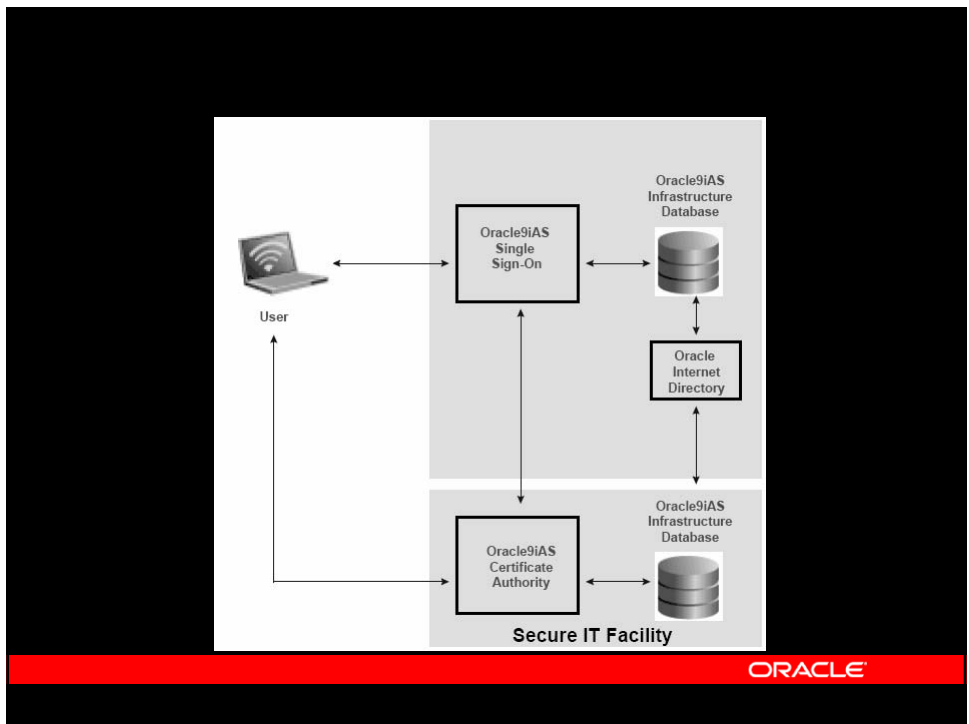 Oracle9iAS
Infrastructure
Database
Oracle9iAS
Single
Sign-On
User
Oracle
Internet
Directory
Oracle9iAS
Infrastructure
Database
Oracle9iAS
Certificate
Authority
Secure IT Facility
ORACLE